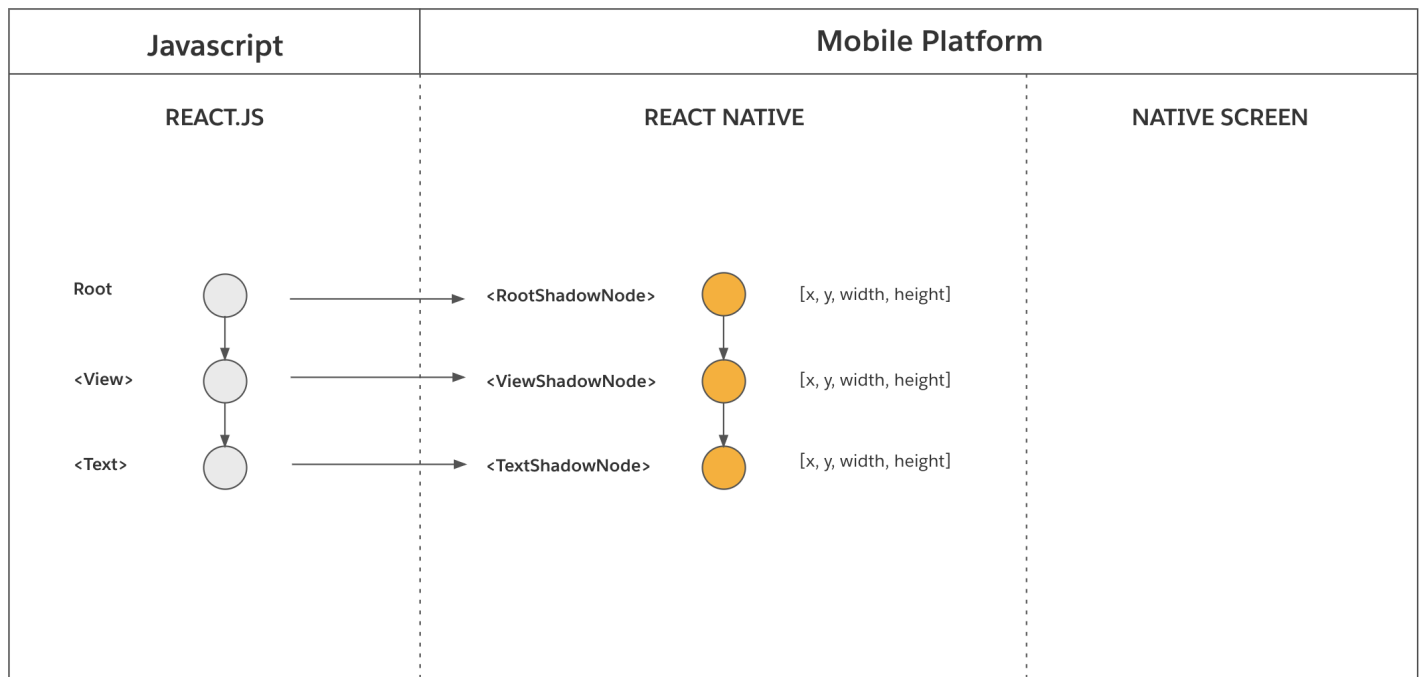 Javascript
Mobile Platform
REACT.JS
REACT NATIVE
NATIVE SCREEN
Root
<RootShadowNode>
[x, y, width, height]
<View>
<ViewShadowNode>
[x, y, width, height]
<Text>
<TextShadowNode>
[x, y, width, height]